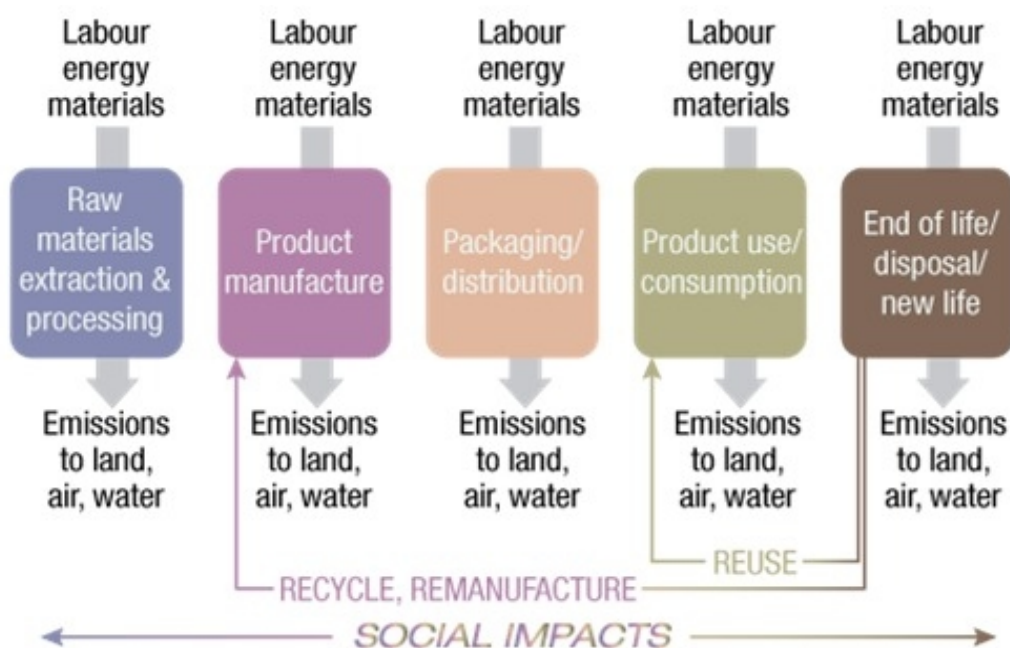 Labour
energy
materials
Labour
energy
materials
Labour
energy
materials
Labour
energy
materials
Labour
energy
materials
Raw
materials
extraction &
processing
Product
manufacture
Packaging/
distribution
Product use/
consumption
End of life/
disposal/
new life
Emissions
to land,
air, water
Emissions
to land,
air, water
Emissions
to land,
air, water
Emissions
to land,
air, water
Emissions
to land,
air, water
REUSE
RECYCLE, REMANUFACTURE
SOCIAL IMPACTS